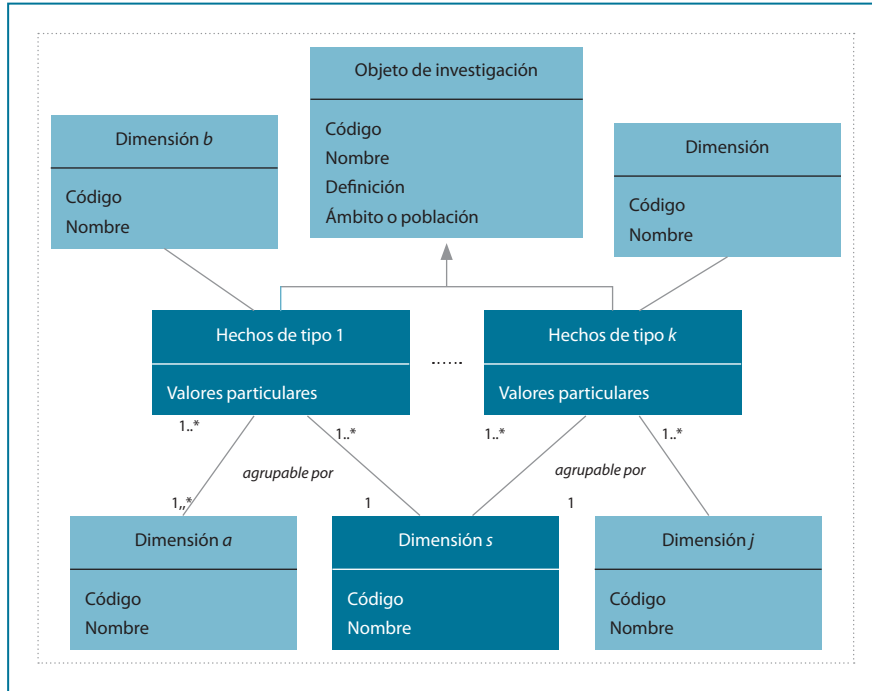 Objeto de investigación
Código
Nombre
Definición
Ámbito o población
Dimensión b
Código
Nombre
Dimensión
Código
Nombre
Hechos de tipo 1
Valores particulares
......
Hechos de tipo k
Valores particulares
1..*
1..*
1..*
1..*
agrupable por
agrupable por
1,,*
1
1
Dimensión a
Código
Nombre
Dimensión s
Código
Nombre
Dimensión j
Código
Nombre